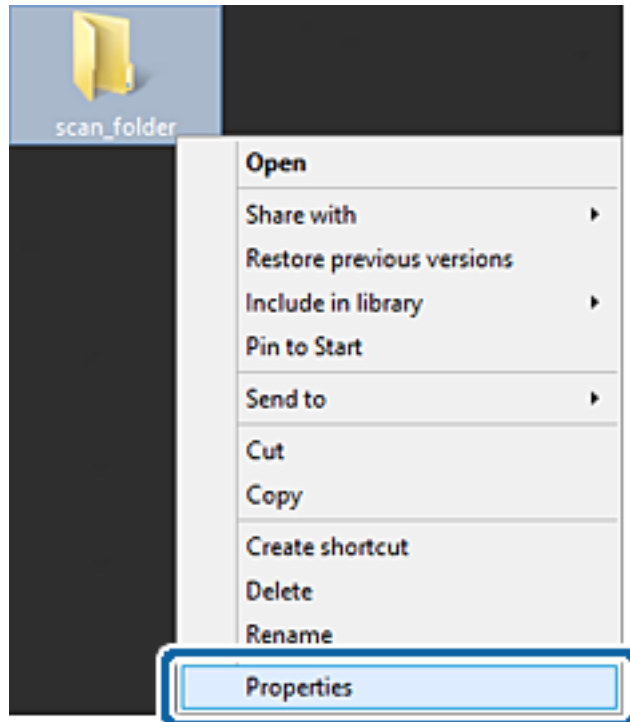 scan_folder
Open
Share with
Restore previous versions
Include in library
Pin to Start
Send to
Cut
Copy
Create shortcut
Delete
Rename
Properties